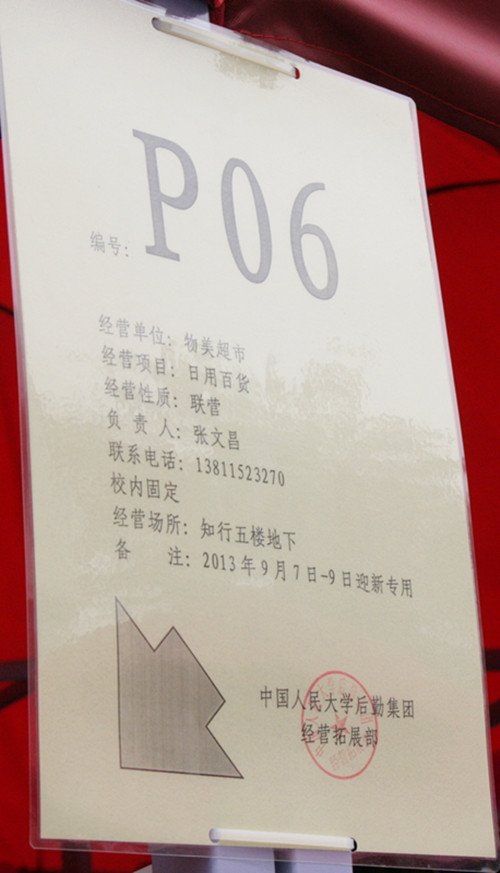 编号：P06
经营单位：物美超市
经营项目：日用百货
经营性质：联营
负 责 人：张文昌
联系电话：13811523270
校内固定
经营场所：知行五楼地下
备    注：2013年9月7日-9日迎新专用
中国人民大学后勤集团
经营拓展部